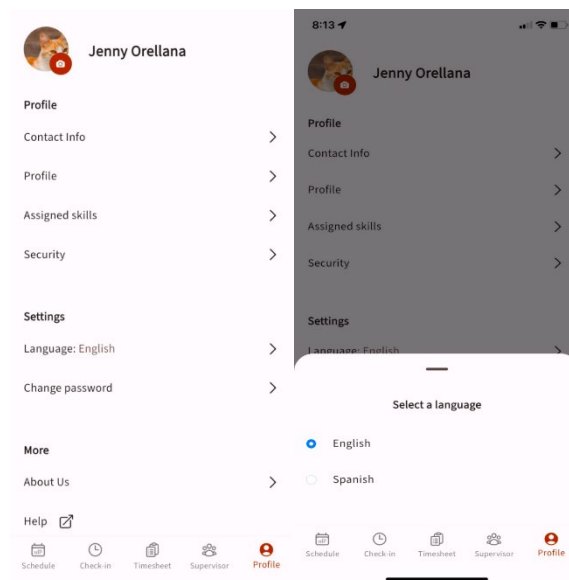 Jenny Orellana
Profile
Contact Info
Profile
Assigned skills
Security
Settings
Language: English
Change password
More
About Us
Help
Schedule
Check-in
Timesheet
Supervisor
Profile
8:13
Jenny Orellana
Profile
Contact Info
Profile
Assigned skills
Security
Settings
Language: English
Select a language
English
Spanish
Schedule
Check-in
Timesheet
Supervisor
Profile